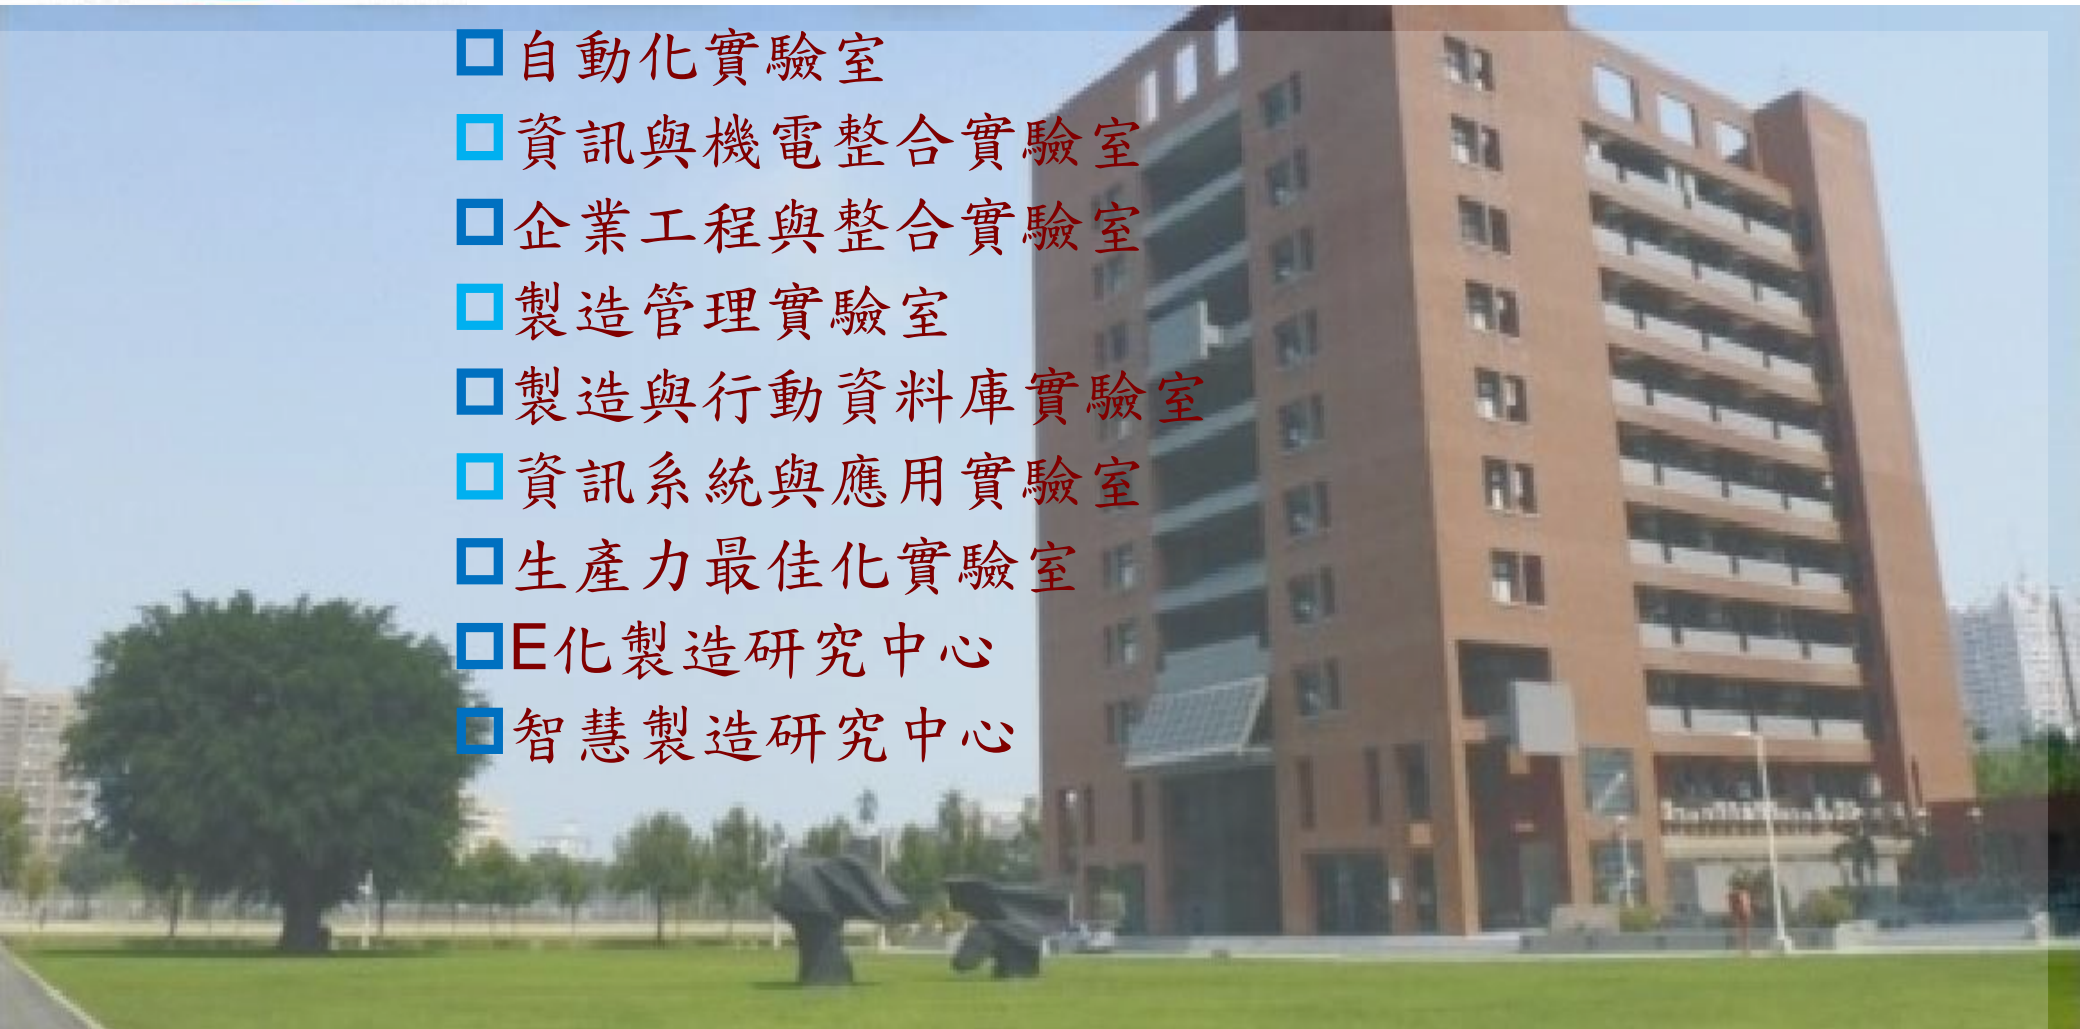 自動化實驗室
資訊與機電整合實驗室
企業工程與整合實驗室
製造管理實驗室
製造與行動資料庫實驗室
資訊系統與應用實驗室
生產力最佳化實驗室
E化製造研究中心
智慧製造研究中心